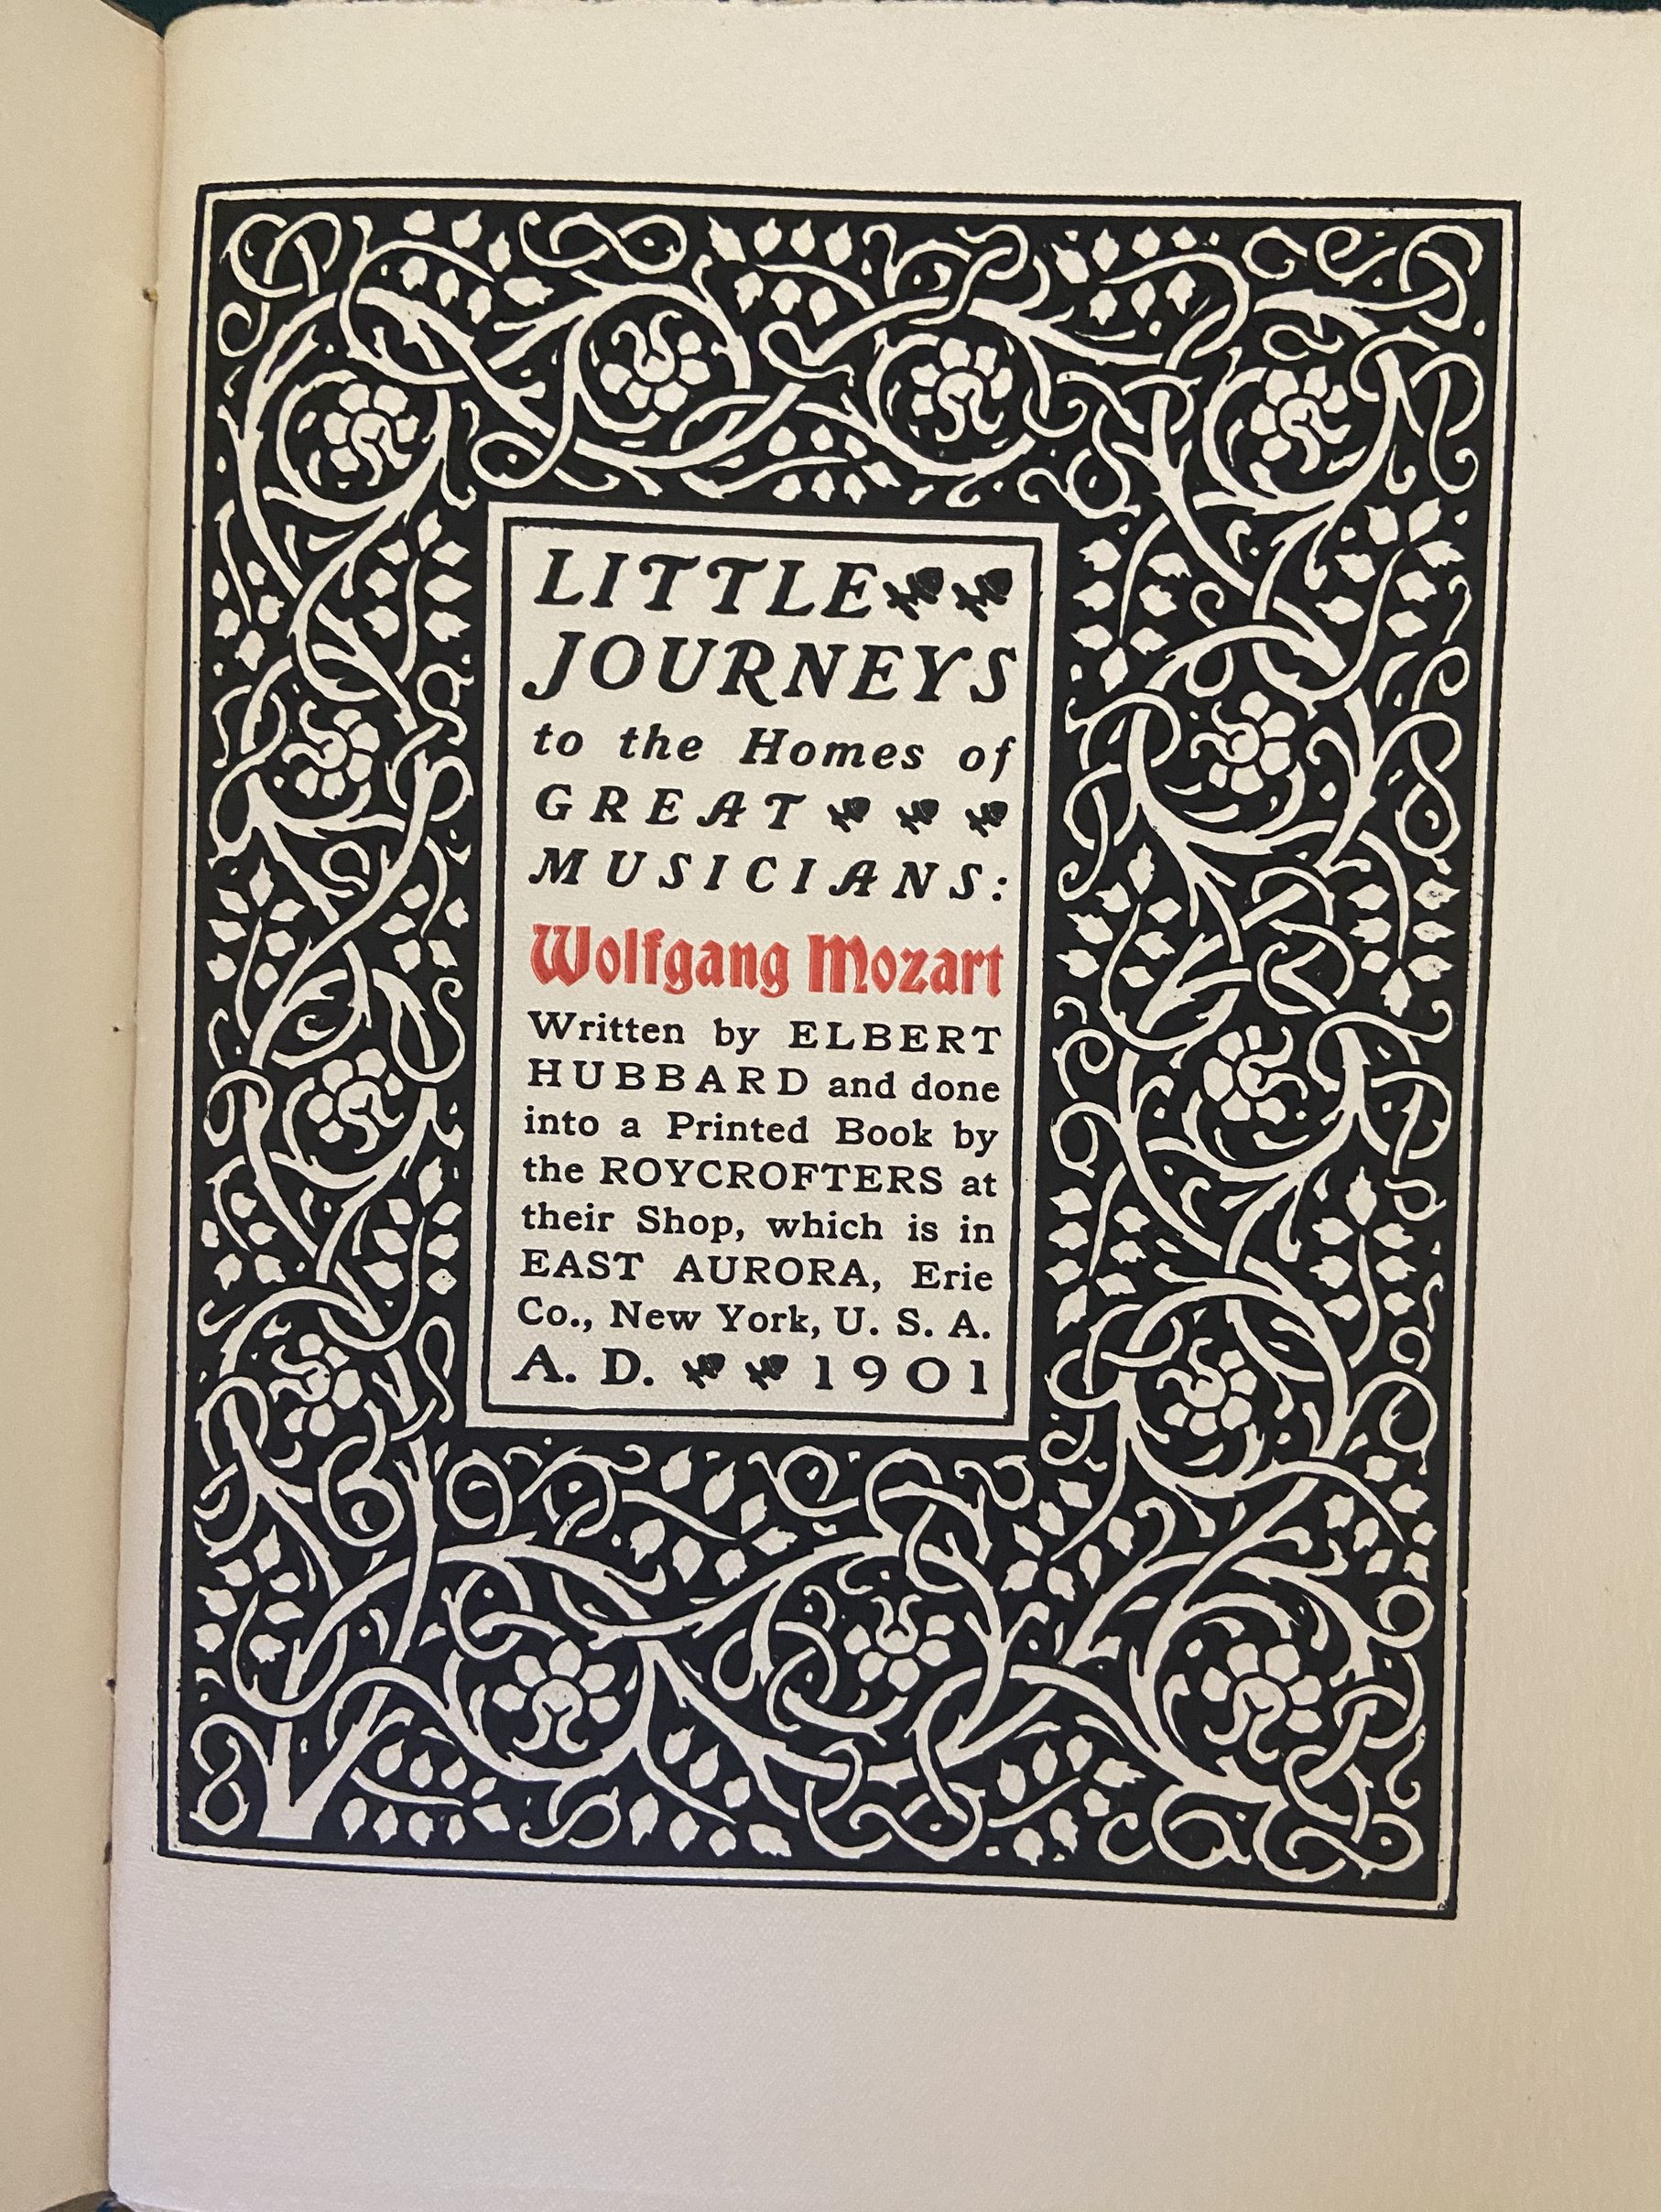 LITTLE
JOURNEYS
to the Homes of
GREAT
MUSICIANS:
Wolfgang Mozart
Written by ELBERT
HUBBARD and done
into a Printed Book by
the ROYCROFTERS at
their Shop, which is in
EAST AURORA, Erie
Co., New York, U. S. A.
A. D. 1901